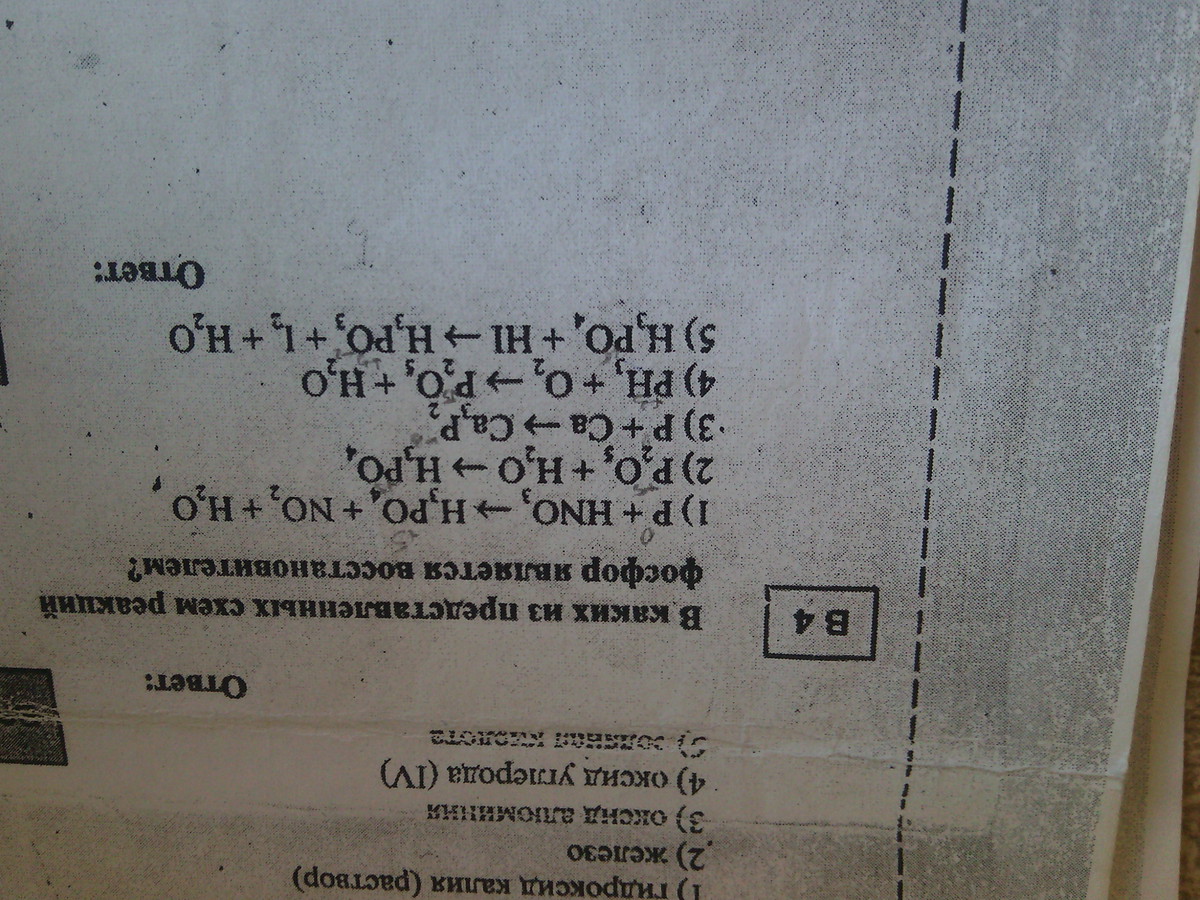 1) гидроксид калия (раствор)
2) железо
3) оксид алюминия
4) оксид углерода (IV)
5) соляная кислота
Ответ:
B 4
В каких из представленных схем реакций
фосфор является восстановителем?
1) P + HNO₃ → H₃PO₄ + NO₂ + H₂O
2) P₂O₅ + H₂O → H₃PO₄
3) P + Ca → Ca₃P₂
4) PH₃ + O₂ → P₂O₅ + H₂O
5) H₃PO₄ + HI → H₃PO₃ + I₂ + H₂O
Ответ: